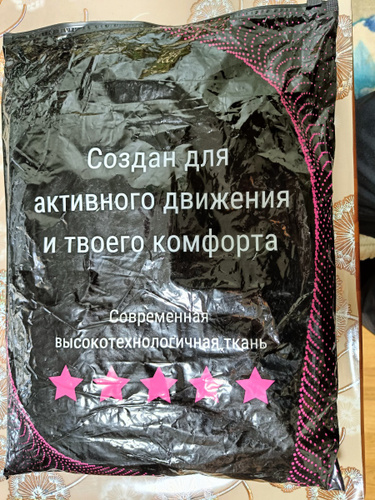 Создан для
активного движения
и твоего комфорта
Современная
высокотехнологичная ткань